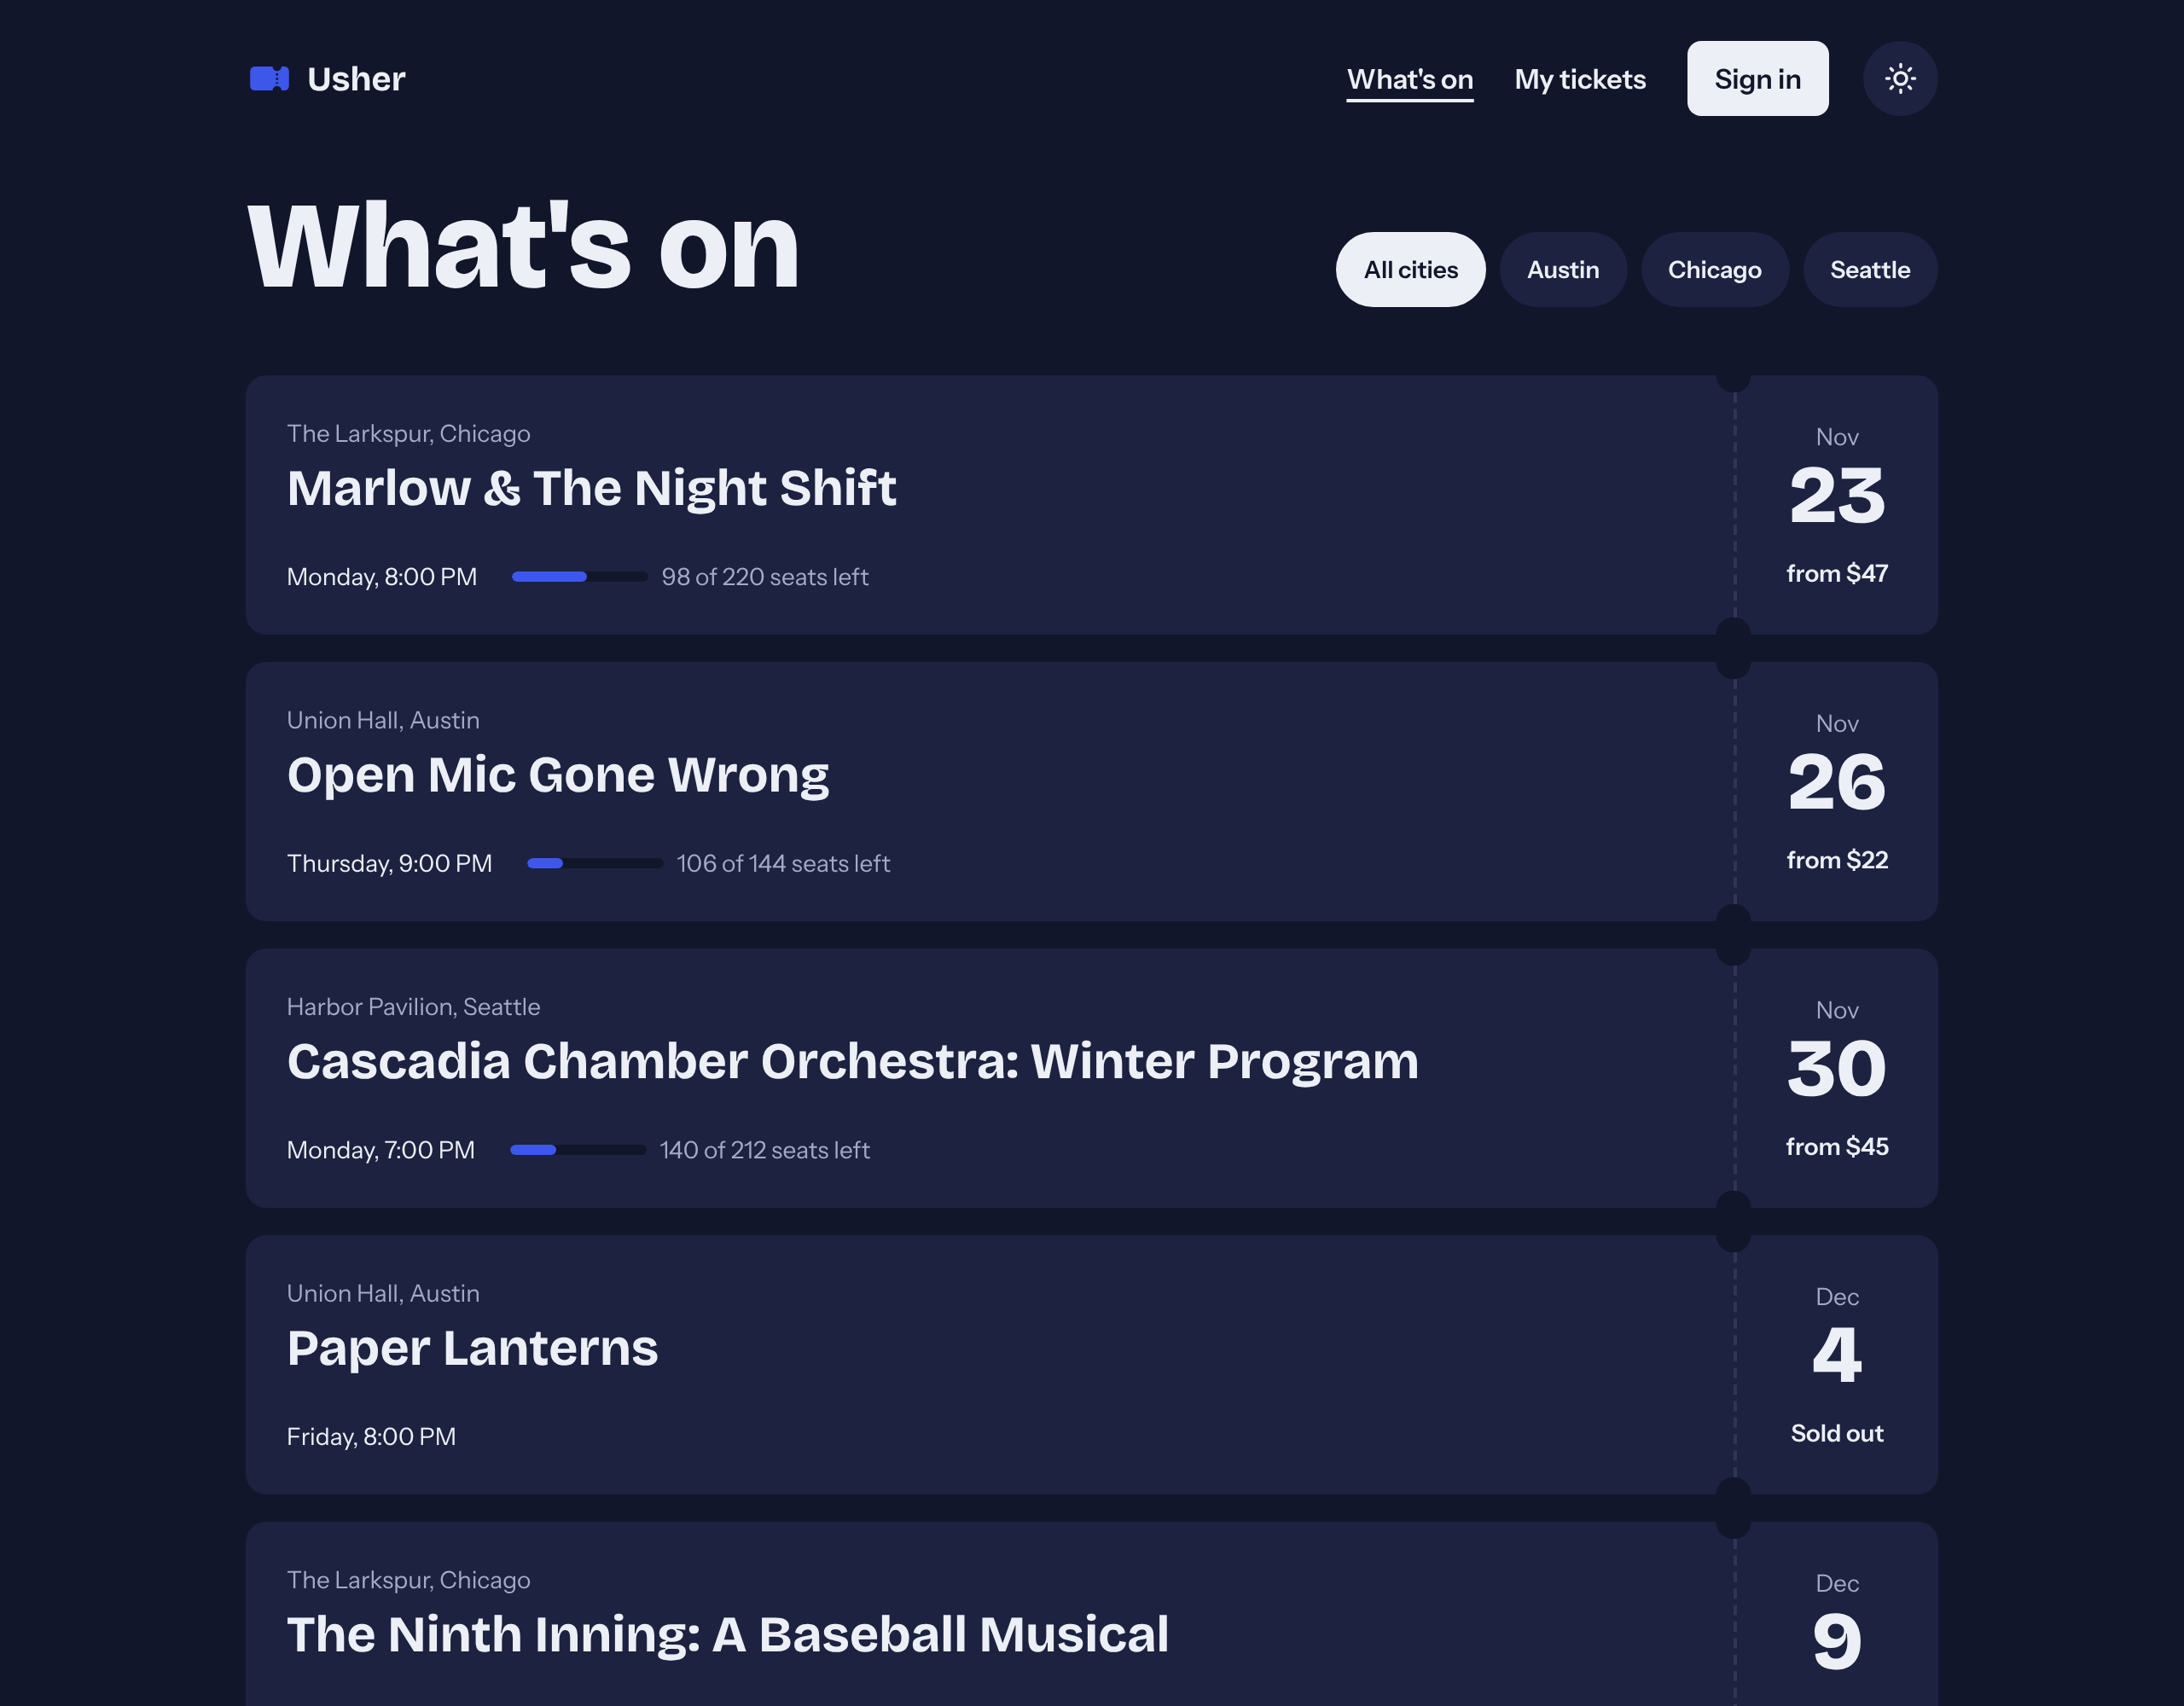 Usher
What's on
My tickets
Sign in
What's on
All cities
Austin
Chicago
Seattle
The Larkspur, Chicago
Marlow & The Night Shift
Monday, 8:00 PM
98 of 220 seats left
Nov
23
from $47
Union Hall, Austin
Open Mic Gone Wrong
Thursday, 9:00 PM
106 of 144 seats left
Nov
26
from $22
Harbor Pavilion, Seattle
Cascadia Chamber Orchestra: Winter Program
Monday, 7:00 PM
140 of 212 seats left
Nov
30
from $45
Union Hall, Austin
Paper Lanterns
Friday, 8:00 PM
Dec
4
Sold out
The Larkspur, Chicago
The Ninth Inning: A Baseball Musical
Dec
9